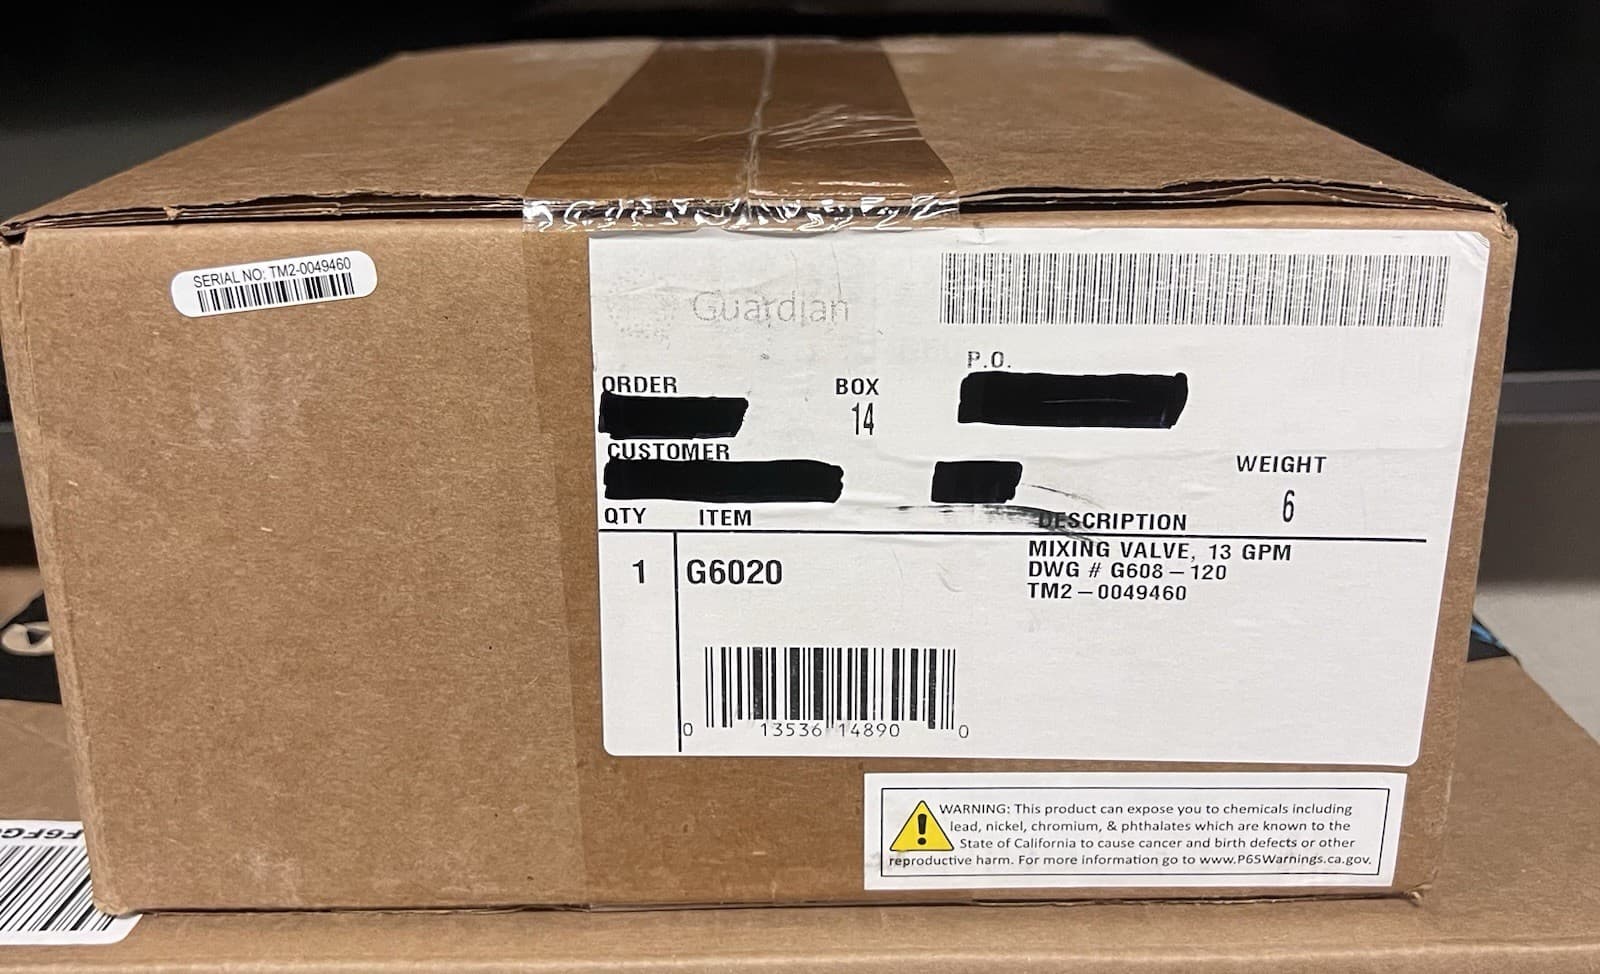 SERIAL NO: TM2-0049460
Guardian
P.O.
ORDER
BOX
14
CUSTOMER
WEIGHT
6
QTY ITEM DESCRIPTION
1 G6020
MIXING VALVE, 13 GPM
DWG # G608-120
TM2-0049460
0 13536 14890 0
WARNING: This product can expose you to chemicals including
lead, nickel, chromium, & phthalates which are known to the
State of California to cause cancer and birth defects or other
reproductive harm. For more information go to www.P65Warnings.ca.gov.